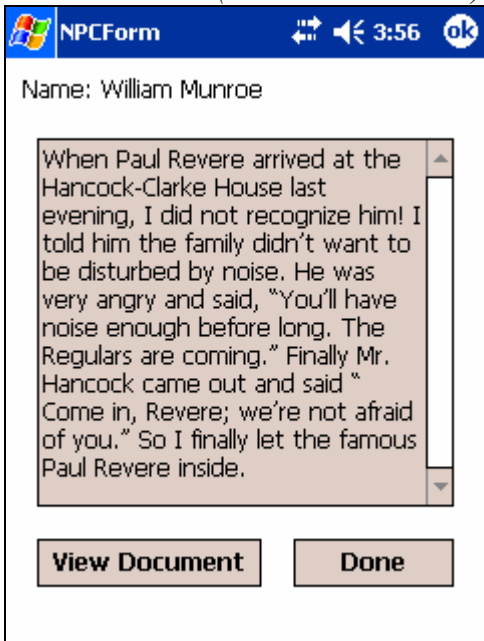 NPCForm 3:56 ok
Name: William Munroe
When Paul Revere arrived at the
Hancock-Clarke House last
evening, I did not recognize him! I
told him the family didn't want to
be disturbed by noise. He was
very angry and said, "You'll have
noise enough before long. The
Regulars are coming." Finally Mr.
Hancock came out and said "
Come in, Revere; we're not afraid
of you." So I finally let the famous
Paul Revere inside.
View Document Done